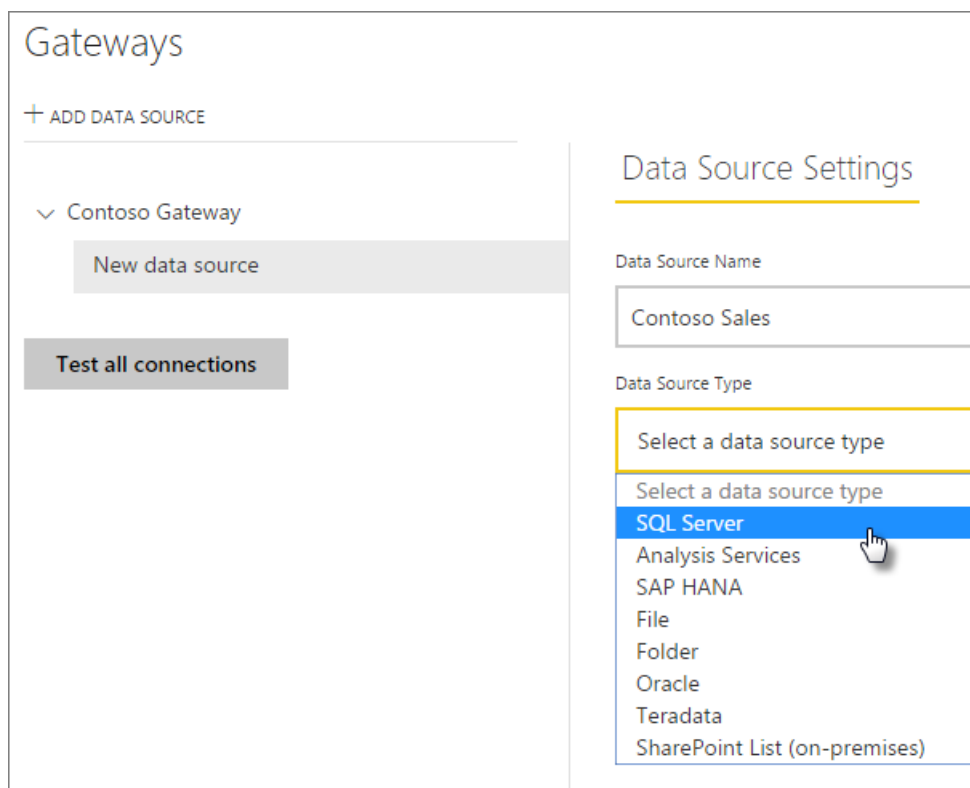 Gateways
+ ADD DATA SOURCE
Contoso Gateway
New data source
Test all connections
Data Source Settings
Data Source Name
Contoso Sales
Data Source Type
Select a data source type
Select a data source type
SQL Server
Analysis Services
SAP HANA
File
Folder
Oracle
Teradata
SharePoint List (on-premises)